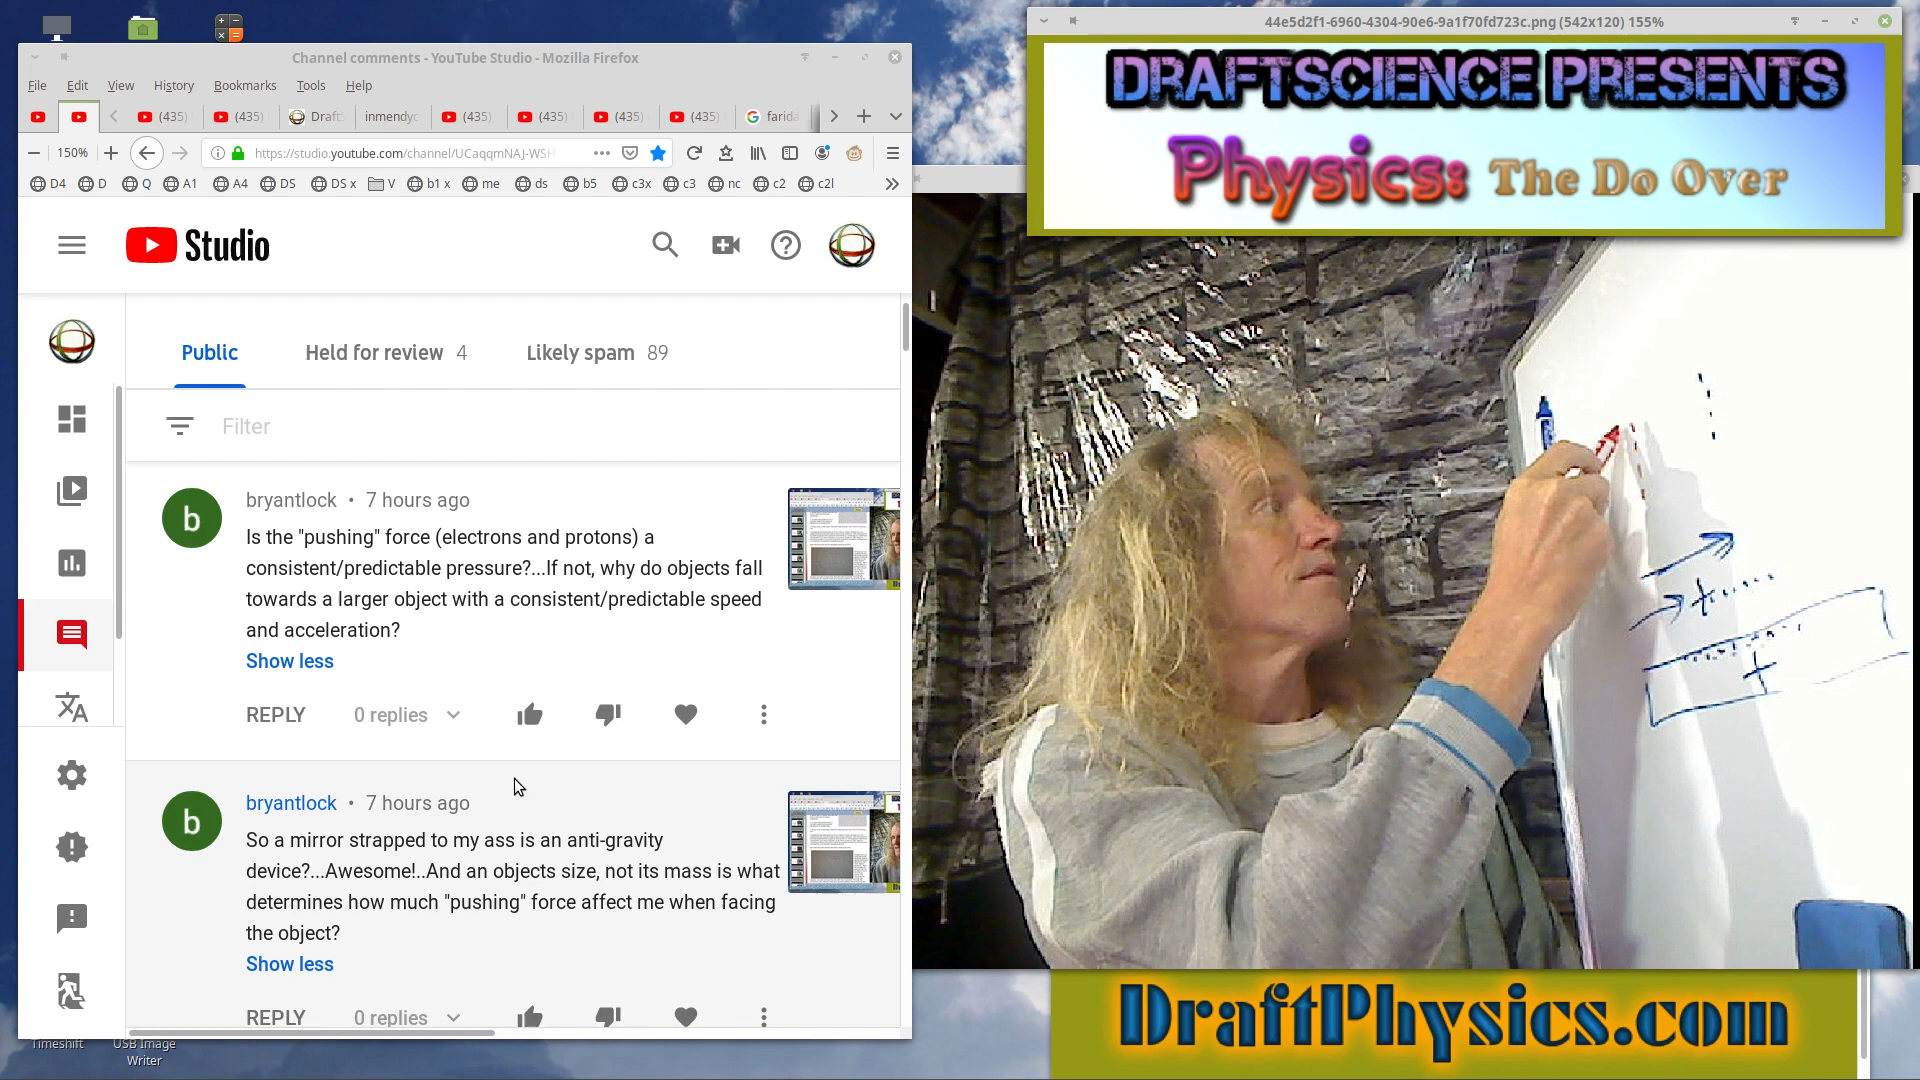 Channel comments - YouTube Studio - Mozilla Firefox
File Edit View History Bookmarks Tools Help
(435) (435) Draft inmendy (435) (435) (435) (435) farida
150% https://studio.youtube.com/channel/UCaqqmNAJ-WSH
D4 D Q A1 A4 DS DS x V b1 x me ds b5 c3x c3 nc c2 c2l
Studio
Public Held for review 4 Likely spam 89
Filter
b
bryantlock • 7 hours ago
Is the "pushing" force (electrons and protons) a
consistent/predictable pressure?...If not, why do objects fall
towards a larger object with a consistent/predictable speed
and acceleration?
Show less
REPLY 0 replies
b
bryantlock • 7 hours ago
So a mirror strapped to my ass is an anti-gravity
device?...Awesome!..And an objects size, not its mass is what
determines how much "pushing" force affect me when facing
the object?
Show less
REPLY 0 replies
Timeshift USB Image
Writer
44e5d2f1-6960-4304-90e6-9a1f70fd723c.png (542x120) 155%
DRAFTSCIENCE PRESENTS
Physics: The Do Over
+
+
DraftPhysics.com